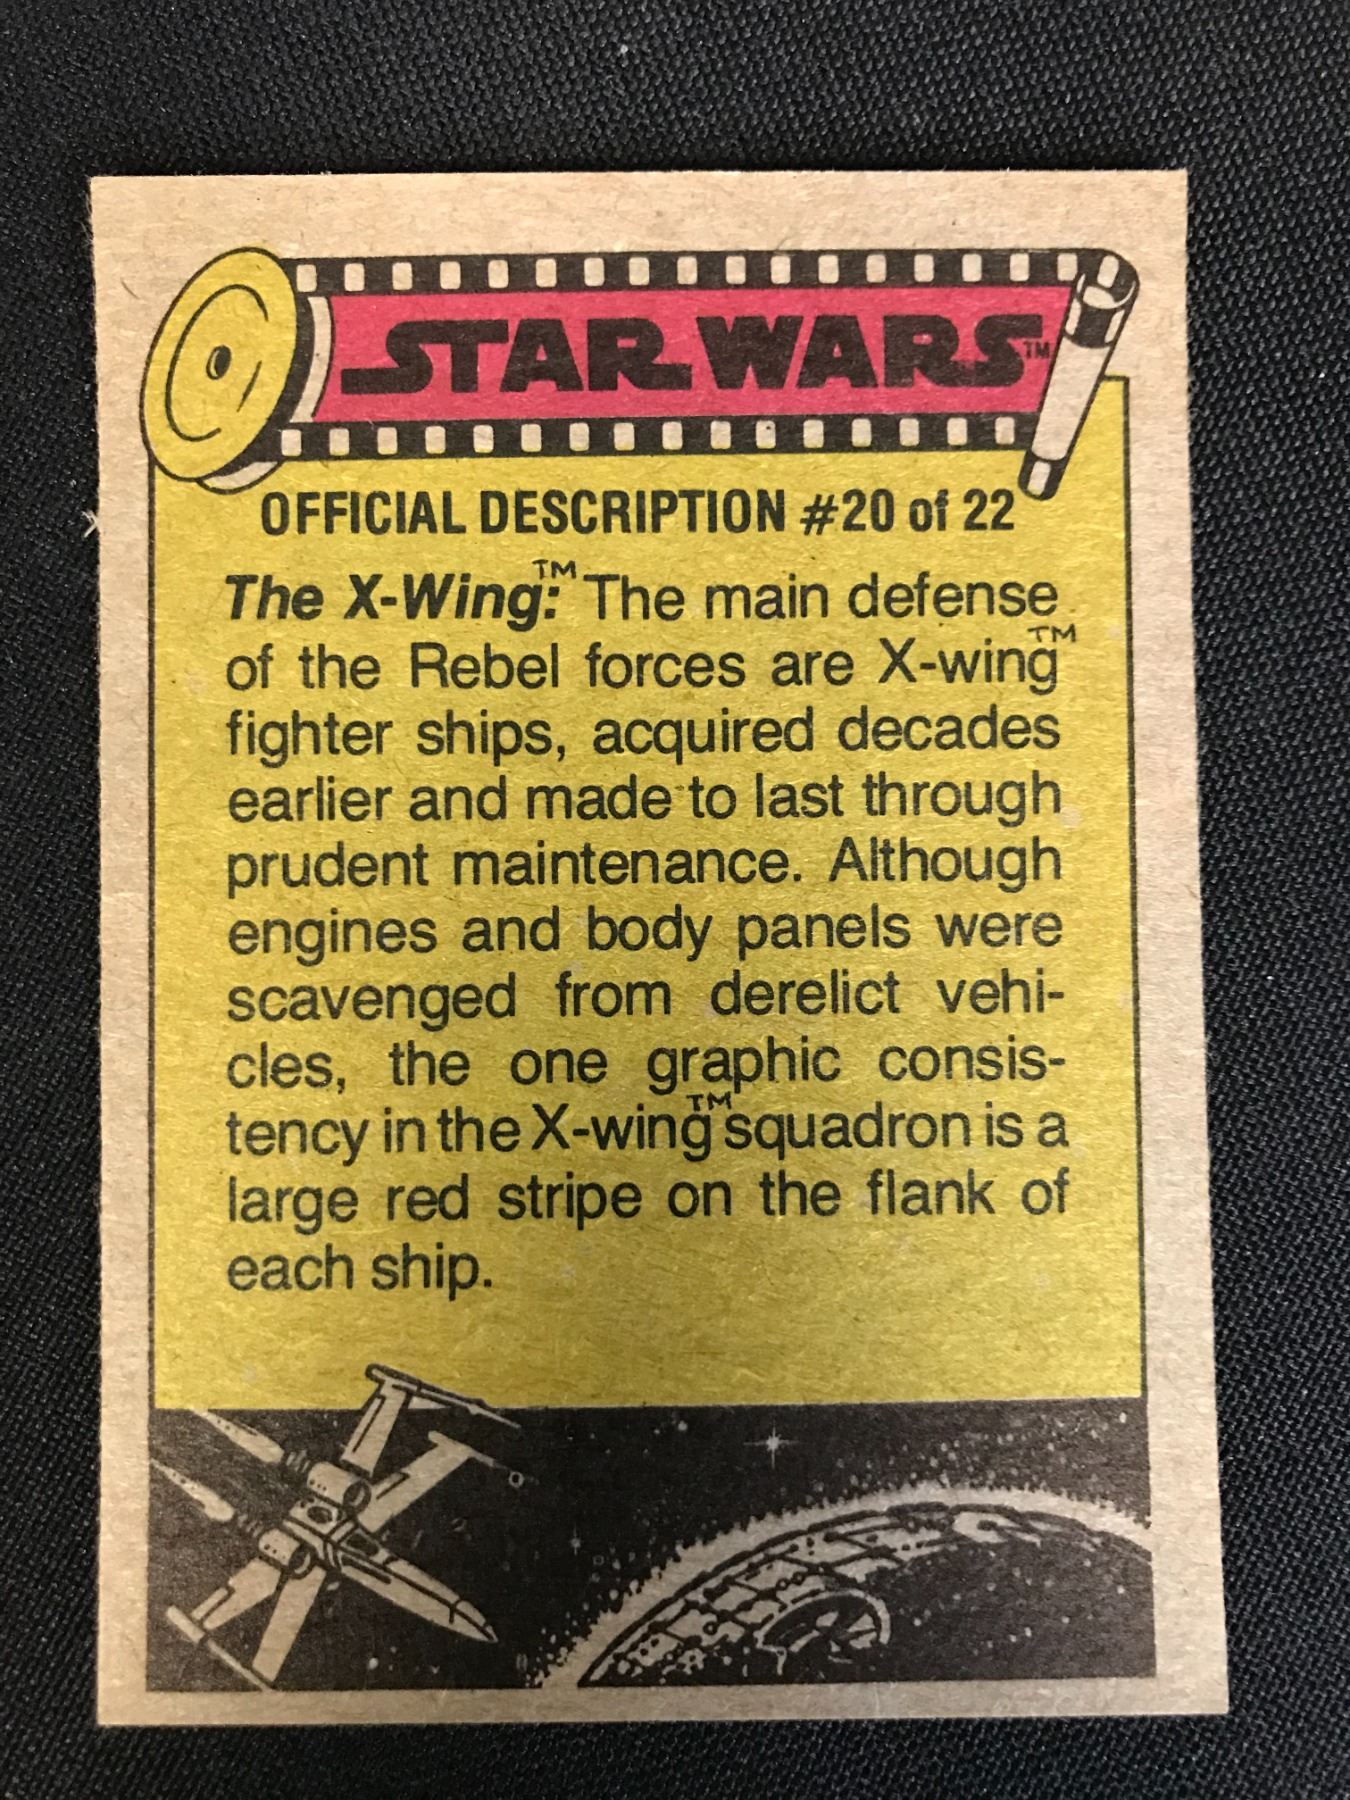 STAR WARS™
OFFICIAL DESCRIPTION #20 of 22
The X-Wing:™ The main defense
of the Rebel forces are X-wing™
fighter ships, acquired decades
earlier and made to last through
prudent maintenance. Although
engines and body panels were
scavenged from derelict vehi-
cles, the one graphic consis-
tency in the X-wing™ squadron is a
large red stripe on the flank of
each ship.